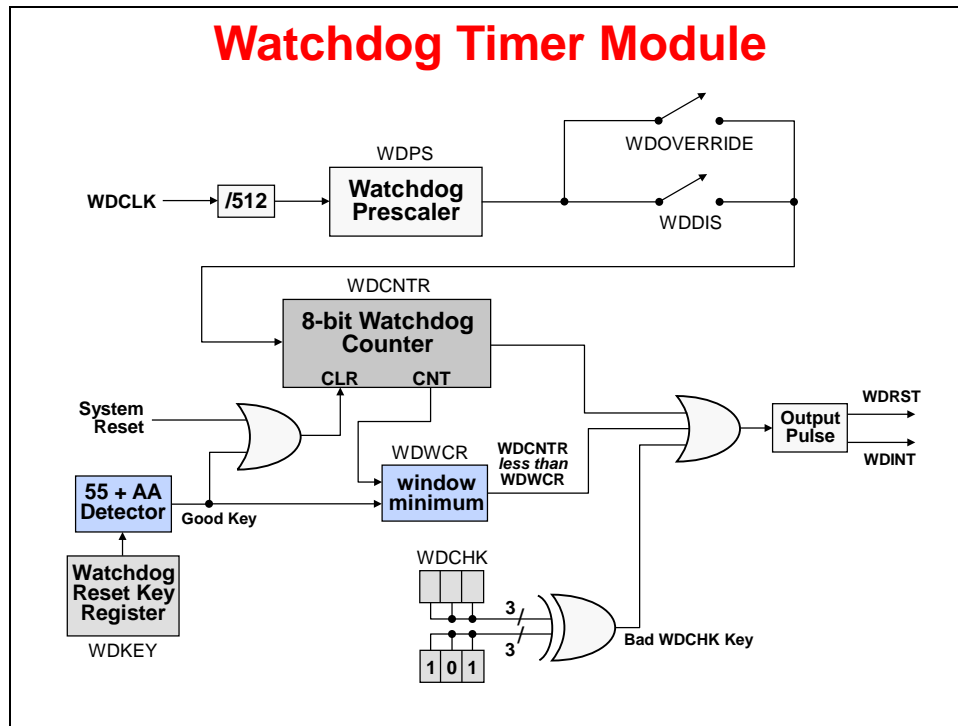 Watchdog Timer Module
WDOVERRIDE
WDPS
WDCLK
/512
Watchdog
Prescaler
WDDIS
WDCNTR
8-bit Watchdog
Counter
CLR CNT
System
Reset
WDRST
Output
Pulse
WDINT
WDWCR
WDCNTR
less than
WDWCR
window
minimum
55 + AA
Detector
Good Key
WDCHK
Watchdog
Reset Key
Register
WDKEY
3
3
Bad WDCHK Key
1 0 1